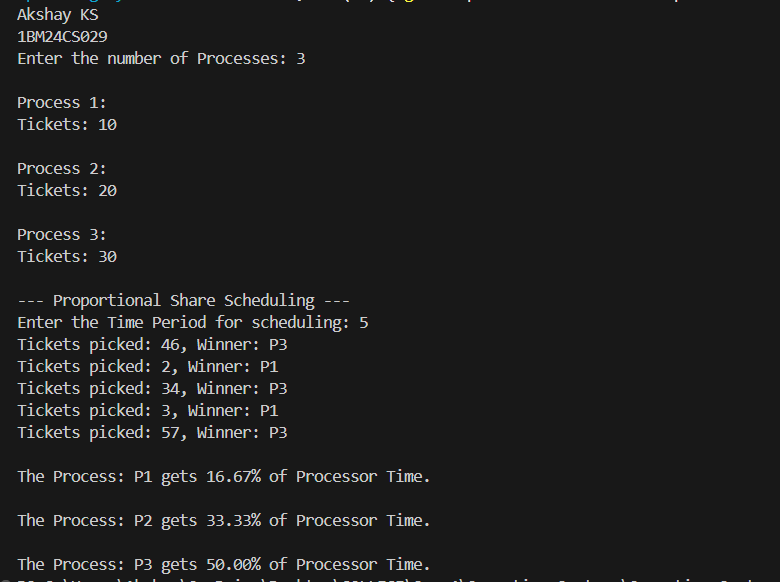 Akshay KS
1BM24CS029
Enter the number of Processes: 3
Process 1:
Tickets: 10
Process 2:
Tickets: 20
Process 3:
Tickets: 30
--- Proportional Share Scheduling ---
Enter the Time Period for scheduling: 5
Tickets picked: 46, Winner: P3
Tickets picked: 2, Winner: P1
Tickets picked: 34, Winner: P3
Tickets picked: 3, Winner: P1
Tickets picked: 57, Winner: P3
The Process: P1 gets 16.67% of Processor Time.
The Process: P2 gets 33.33% of Processor Time.
The Process: P3 gets 50.00% of Processor Time.